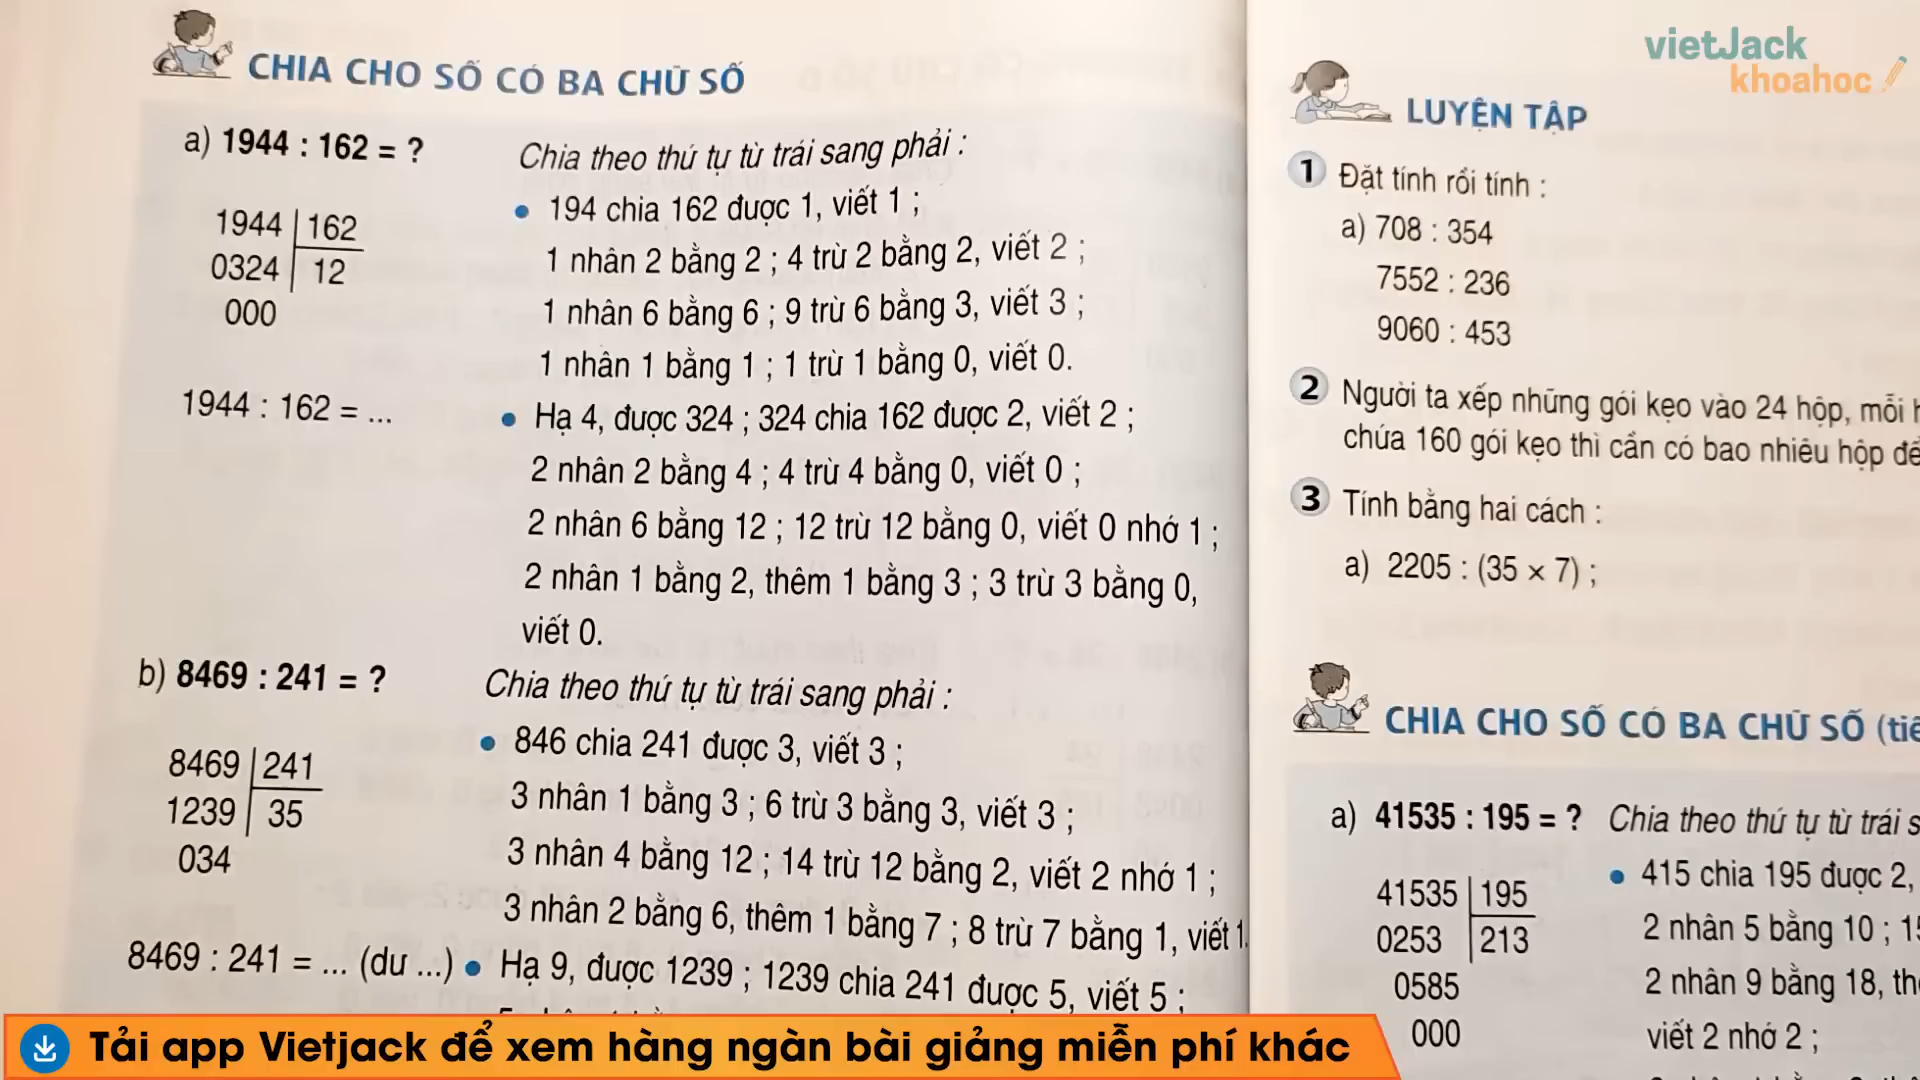 CHIA CHO SỐ CÓ BA CHỮ SỐ
a) 1944 : 162 = ?
Chia theo thứ tự từ trái sang phải :
1944 162
0324 12
000
1944 : 162 = ...
• 194 chia 162 được 1, viết 1 ;
1 nhân 2 bằng 2 ; 4 trừ 2 bằng 2, viết 2 ;
1 nhân 6 bằng 6 ; 9 trừ 6 bằng 3, viết 3 ;
1 nhân 1 bằng 1 ; 1 trừ 1 bằng 0, viết 0.
• Hạ 4, được 324 ; 324 chia 162 được 2, viết 2 ;
2 nhân 2 bằng 4 ; 4 trừ 4 bằng 0, viết 0 ;
2 nhân 6 bằng 12 ; 12 trừ 12 bằng 0, viết 0 nhớ 1 ;
2 nhân 1 bằng 2, thêm 1 bằng 3 ; 3 trừ 3 bằng 0,
viết 0.
b) 8469 : 241 = ?
Chia theo thứ tự từ trái sang phải :
8469 241
1239 35
034
8469 : 241 = ... (dư ...)
• 846 chia 241 được 3, viết 3 ;
3 nhân 1 bằng 3 ; 6 trừ 3 bằng 3, viết 3 ;
3 nhân 4 bằng 12 ; 14 trừ 12 bằng 2, viết 2 nhớ 1 ;
3 nhân 2 bằng 6, thêm 1 bằng 7 ; 8 trừ 7 bằng 1, viết 1.
• Hạ 9, được 1239 ; 1239 chia 241 được 5, viết 5 ;
vietJack
khoahoc
LUYỆN TẬP
1 Đặt tính rồi tính :
a) 708 : 354
7552 : 236
9060 : 453
2 Người ta xếp những gói kẹo vào 24 hộp, mỗi
chứa 160 gói kẹo thì cần có bao nhiêu hộp
3 Tính bằng hai cách :
a) 2205 : (35 × 7) ;
CHIA CHO SỐ CÓ BA CHỮ SỐ
a) 41535 : 195 = ?
Chia theo thứ tự từ trái
41535 195
0253 213
0585
000
• 415 chia 195 được 2,
2 nhân 5 bằng 10 ;
2 nhân 9 bằng 18,
viết 2 nhớ 2 ;
Tải app Vietjack để xem hàng ngàn bài giảng miễn phí khác